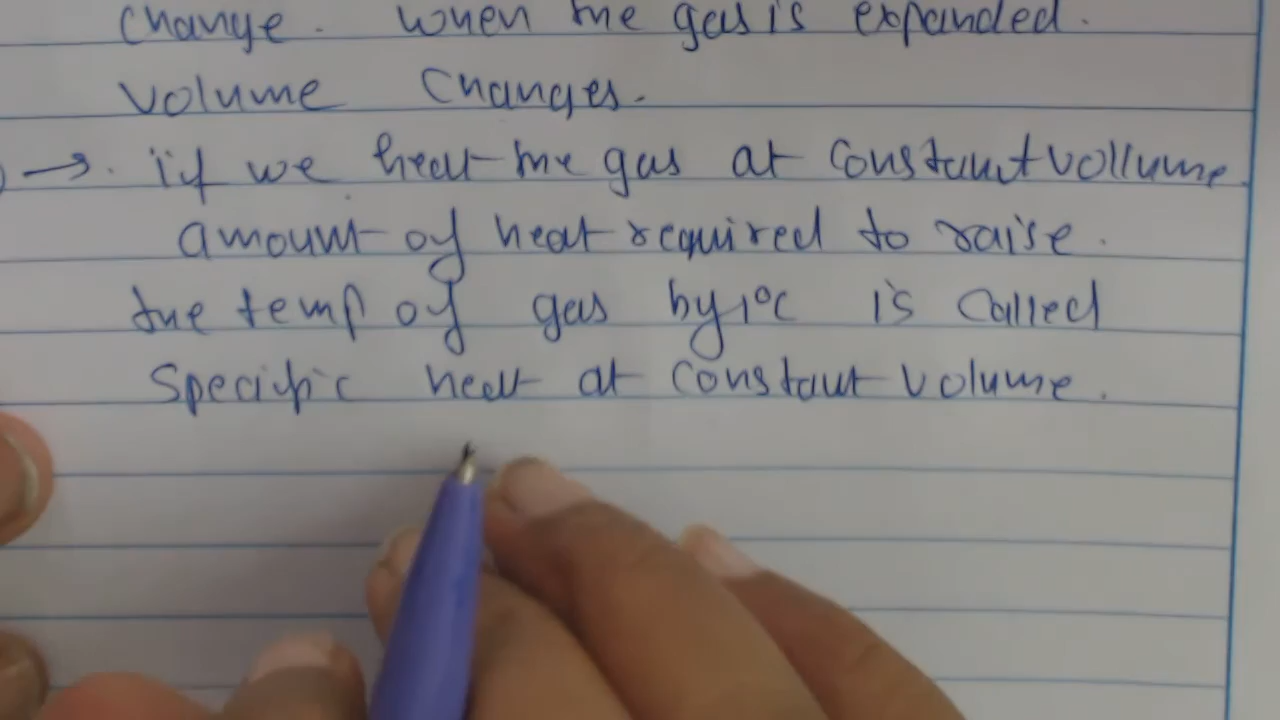 change. when the gas is expanded.
volume changes.
→. if we heat the gas at constant vollume
amount of heat required to raise.
the temp of gas by 1°C is called
specific heat at constant volume.